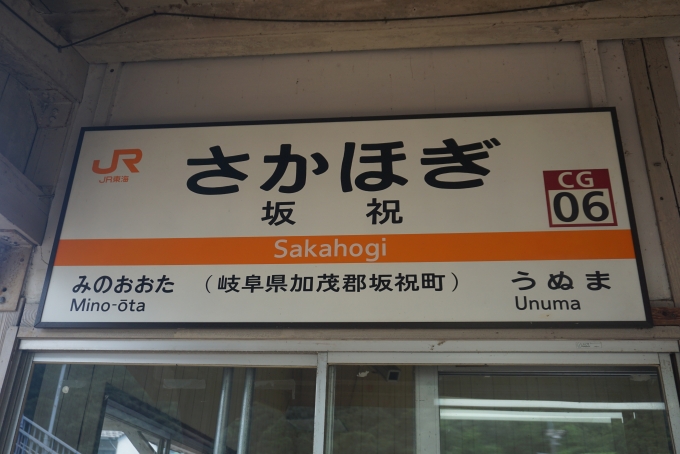 JR
JR東海
さかほぎ
坂祝
CG
06
Sakahogi
みのおおた
Mino-ōta
(岐阜県加茂郡坂祝町)
うぬま
Unuma